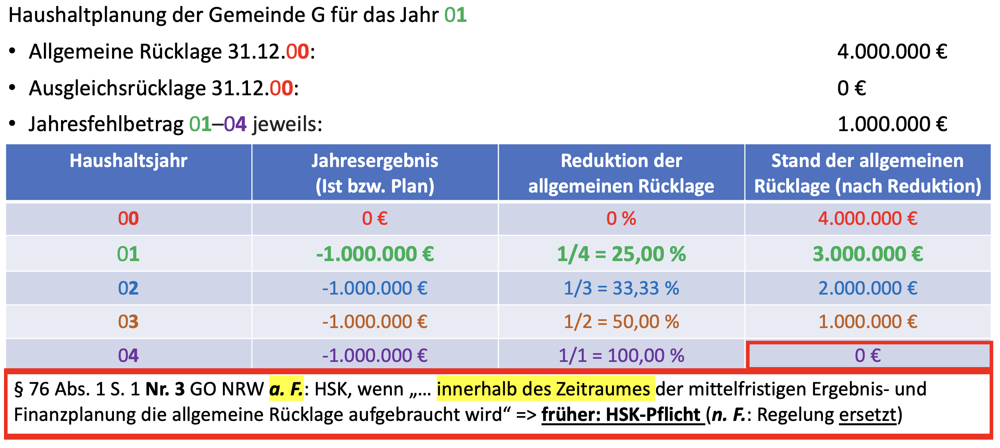 Haushaltplanung der Gemeinde G für das Jahr 01
• Allgemeine Rücklage 31.12.00: 4.000.000 €
• Ausgleichsrücklage 31.12.00: 0 €
• Jahresfehlbetrag 01–04 jeweils: 1.000.000 €
Haushaltsjahr Jahresergebnis Reduktion der Stand der allgemeinen
(Ist bzw. Plan) allgemeinen Rücklage Rücklage (nach Reduktion)
00 0 € 0 % 4.000.000 €
01 -1.000.000 € 1/4 = 25,00 % 3.000.000 €
02 -1.000.000 € 1/3 = 33,33 % 2.000.000 €
03 -1.000.000 € 1/2 = 50,00 % 1.000.000 €
04 -1.000.000 € 1/1 = 100,00 % 0 €
§ 76 Abs. 1 S. 1 Nr. 3 GO NRW a. F.: HSK, wenn „… innerhalb des Zeitraumes der mittelfristigen Ergebnis- und
Finanzplanung die allgemeine Rücklage aufgebraucht wird“ => früher: HSK-Pflicht (n. F.: Regelung ersetzt)